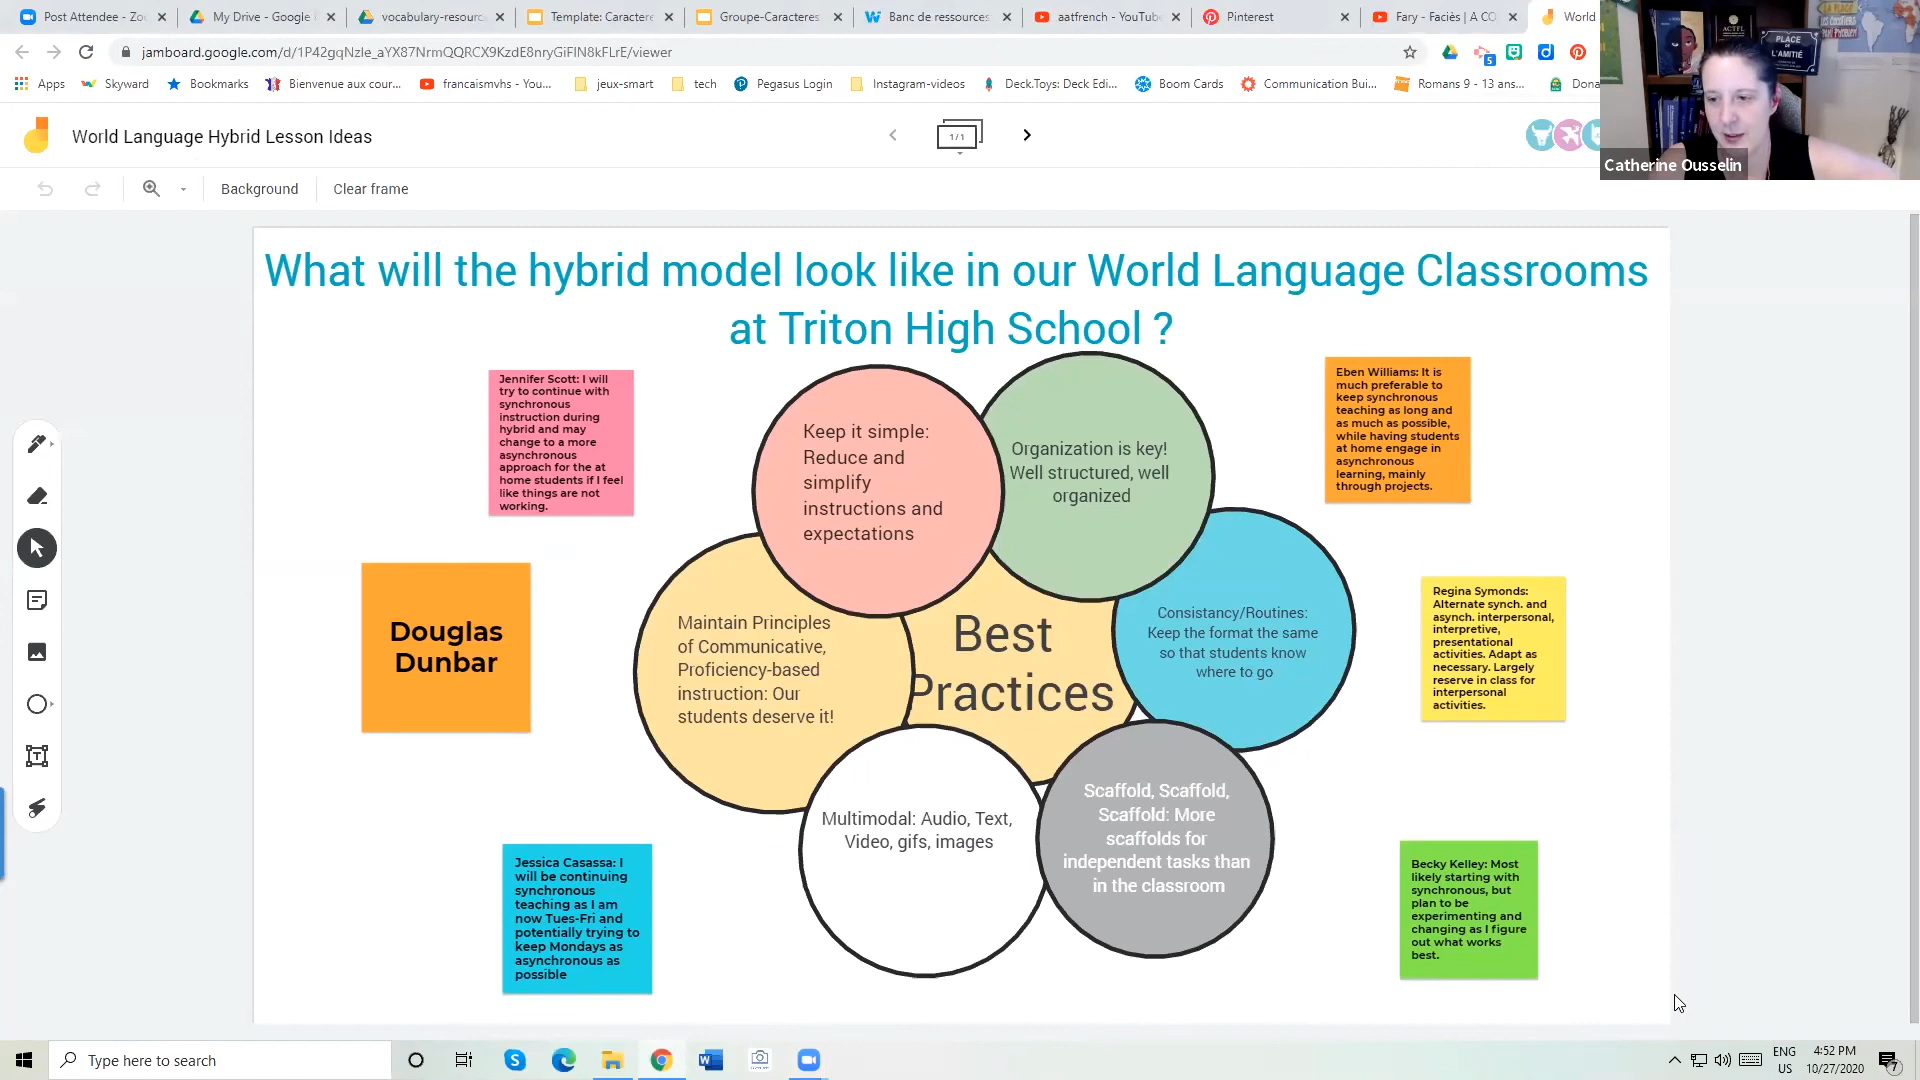 Post Attendee - Zoo
My Drive - Google
vocabulary-resourc
Template: Caractere
Groupe-Caracteres
Banc de ressources
aatfrench - YouTube
Pinterest
Fary - Faciès | A CO
World
jamboard.google.com/d/1P42gqNzIe_aYX87NrmQQRCX9KzdE8nryGiFIN8kFLrE/viewer
Apps
Skyward
Bookmarks
Bienvenue aux cour...
francaismvhs - You...
jeux-smart
tech
Pegasus Login
Instagram-videos
Deck.Toys: Deck Edi...
Boom Cards
Communication Bui...
Romans 9 - 13 ans...
Dona
PLACE
L'AMITIÉ
ACTFL
Catherine Ousselin
World Language Hybrid Lesson Ideas
1/1
Background
Clear frame
What will the hybrid model look like in our World Language Classrooms
at Triton High School ?
Jennifer Scott: I will
try to continue with
synchronous
instruction during
hybrid and may
change to a more
asynchronous
approach for the at
home students if I feel
like things are not
working.
Keep it simple:
Reduce and
simplify
instructions and
expectations
Organization is key!
Well structured, well
organized
Eben Williams: It is
much preferable to
keep synchronous
teaching as long and
as much as possible,
while having students
at home engage in
asynchronous
learning, mainly
through projects.
Douglas
Dunbar
Maintain Principles
of Communicative,
Proficiency-based
instruction: Our
students deserve it!
Best
Practices
Consistancy/Routines:
Keep the format the same
so that students know
where to go
Regina Symonds:
Alternate synch. and
asynch. interpersonal,
interpretive,
presentational
activities. Adapt as
necessary. Largely
reserve in class for
interpersonal
activities.
Jessica Casassa: I
will be continuing
synchronous
teaching as I am
now Tues-Fri and
potentially trying to
keep Mondays as
asynchronous as
possible
Multimodal: Audio, Text,
Video, gifs, images
Scaffold, Scaffold,
Scaffold: More
scaffolds for
independent tasks than
in the classroom
Becky Kelley: Most
likely starting with
synchronous, but
plan to be
experimenting and
changing as I figure
out what works
best.
Type here to search
ENG
US
4:52 PM
10/27/2020
7